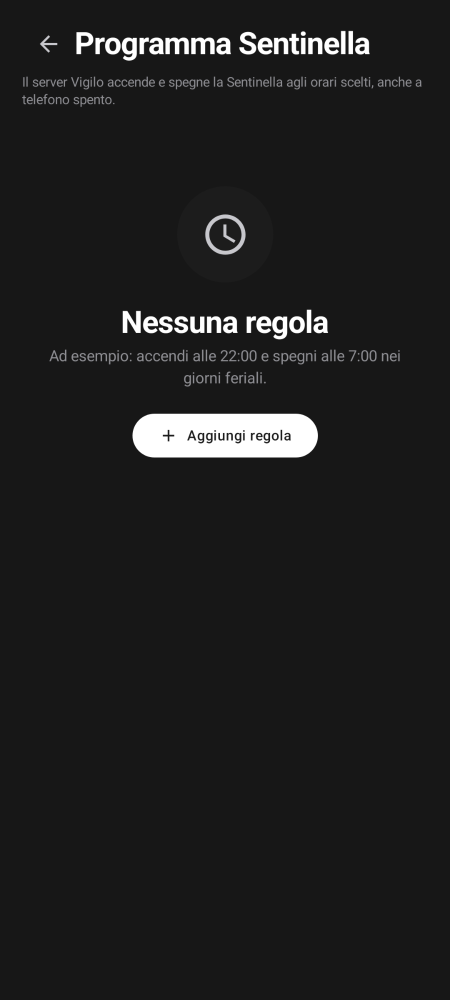 Programma Sentinella
Il server Vigilo accende e spegne la Sentinella agli orari scelti, anche a
telefono spento.
Nessuna regola
Ad esempio: accendi alle 22:00 e spegni alle 7:00 nei
giorni feriali.
Aggiungi regola